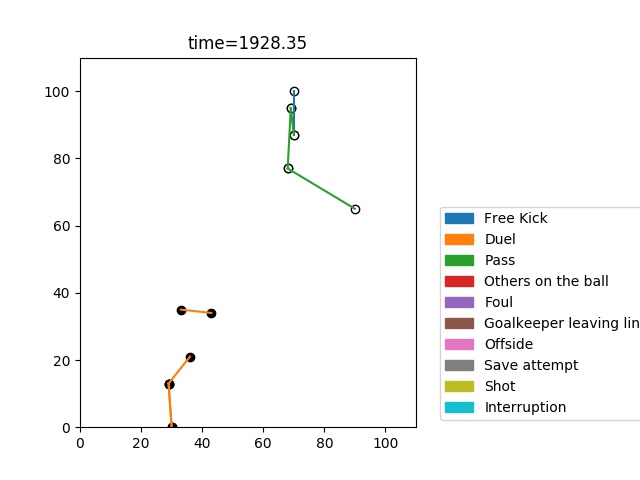 time=1928.35
100
80
60
40
20
0
0 20 40 60 80 100
Free Kick
Duel
Pass
Others on the ball
Foul
Goalkeeper leaving lin
Offside
Save attempt
Shot
Interruption